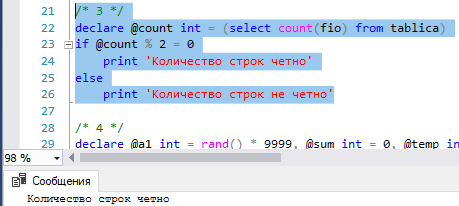 21 /* 3 */
22 declare @count int = (select count(fio) from tablica)
23 if @count % 2 = 0
24 print 'Количество строк четно'
25 else
26 print 'Количество строк не четно'
27
28 /* 4 */
29 declare @a1 int = rand() * 9999, @sum int = 0, @temp int
98 %
Сообщения
Количество строк четно